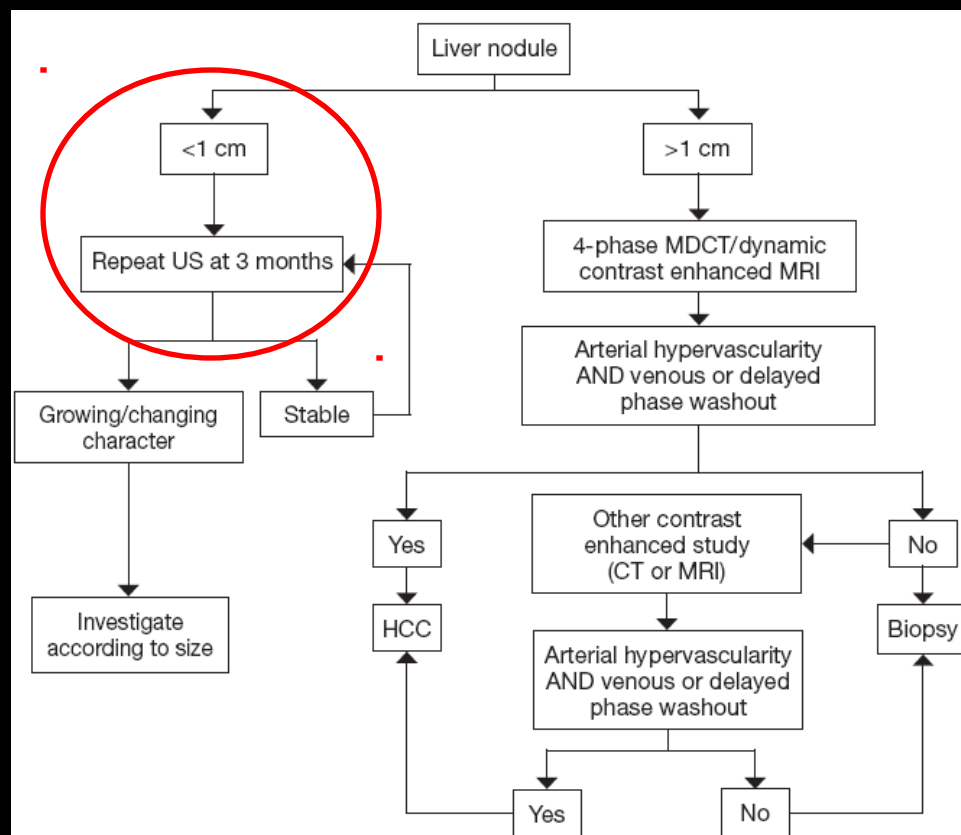 Liver nodule
<1 cm
>1 cm
Repeat US at 3 months
4-phase MDCT/dynamic
contrast enhanced MRI
Arterial hypervascularity
AND venous or delayed
phase washout
Growing/changing
character
Stable
Yes
Other contrast
enhanced study
(CT or MRI)
No
Investigate
according to size
HCC
Biopsy
Arterial hypervascularity
AND venous or delayed
phase washout
Yes
No